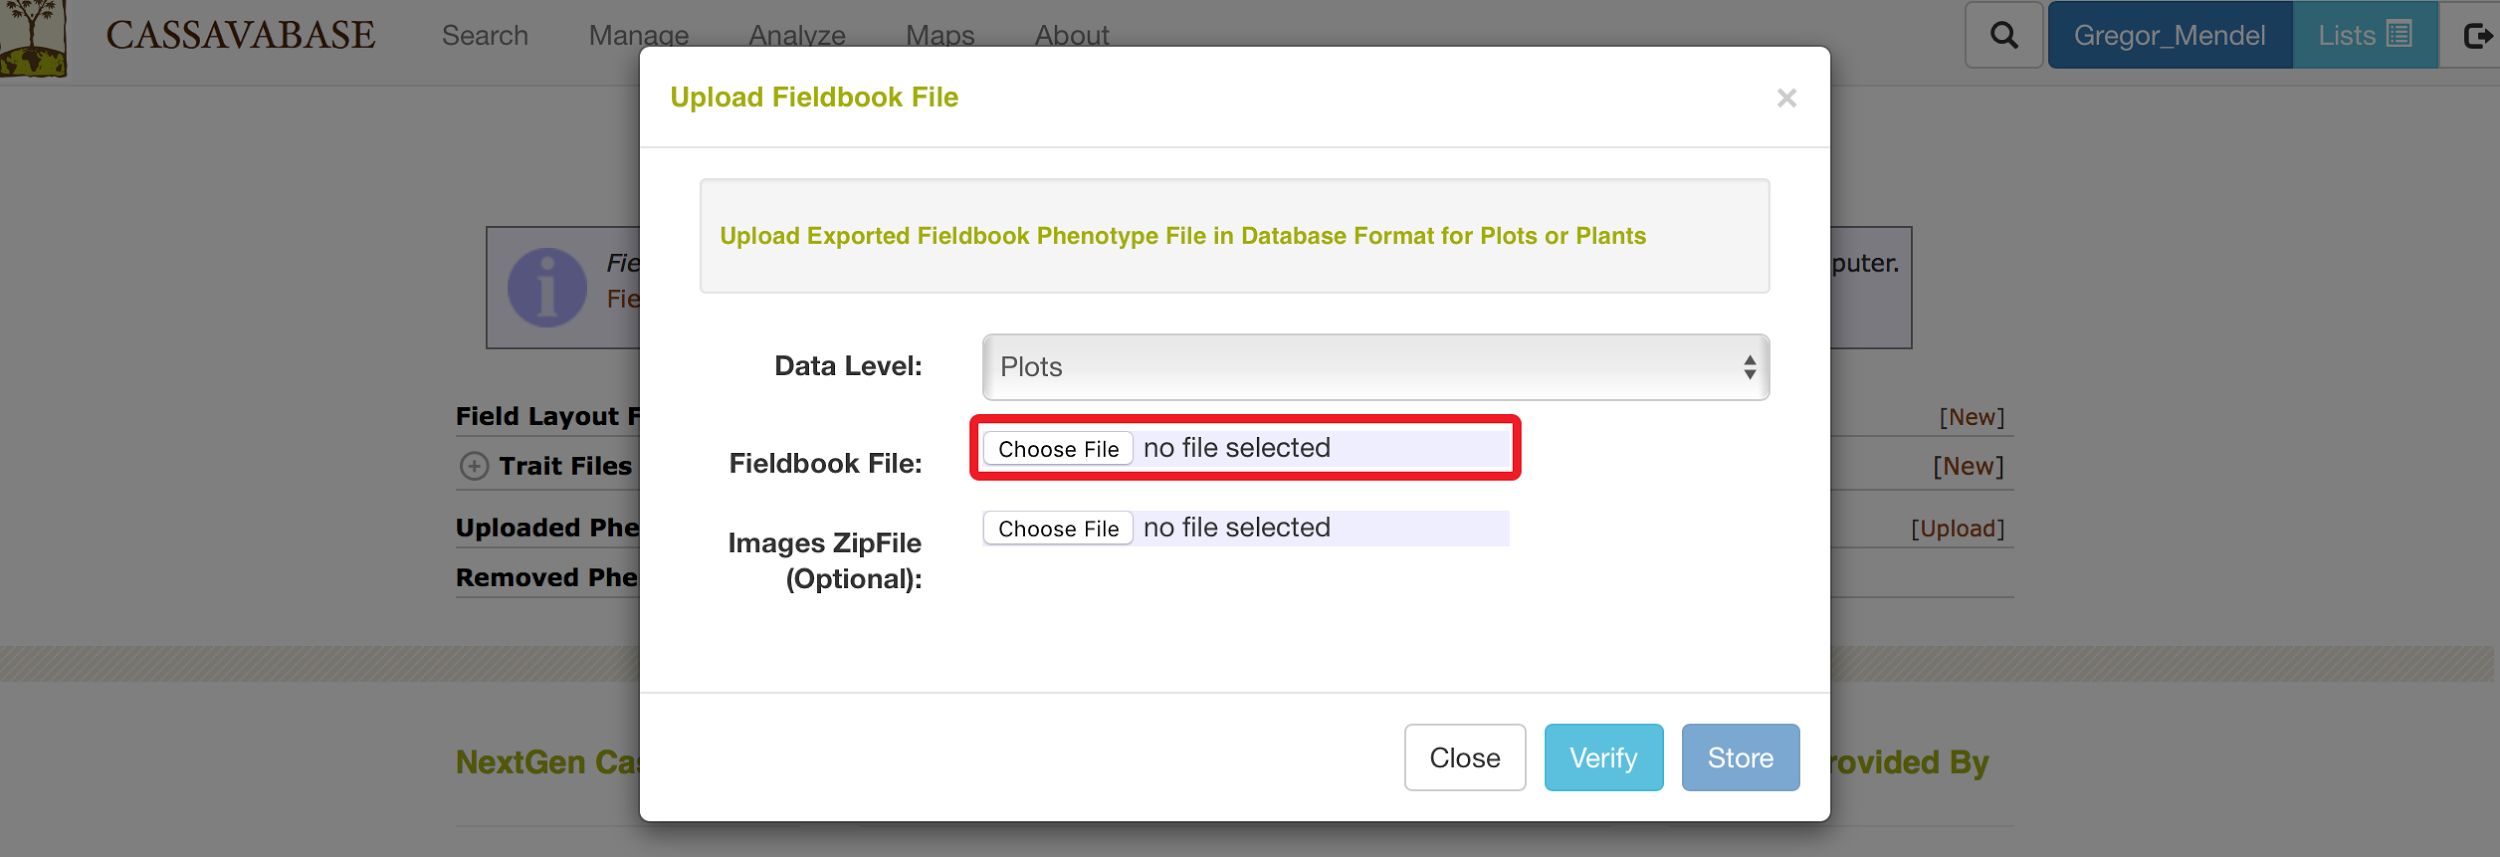 CASSAVABASE Search Manage Analyze Maps About Gregor_Mendel Lists
Upload Fieldbook File ×
Upload Exported Fieldbook Phenotype File in Database Format for Plots or Plants
Fie
puter.
Fie
Data Level: Plots
Field Layout F [New]
Fieldbook File: Choose File no file selected
Trait Files [New]
Uploaded Phe [Upload]
Images ZipFile Choose File no file selected
(Optional):
Removed Phe
Close Verify Store
NextGen Cas
rovided By